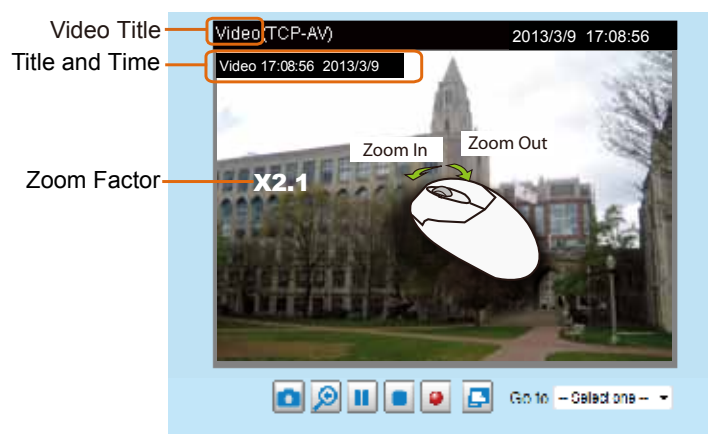 Video Title
Video(TCP-AV) 2013/3/9 17:08:56
Title and Time
Video 17:08:56 2013/3/9
Zoom In
Zoom Out
Zoom Factor
X2.1
Go to -- Select one --